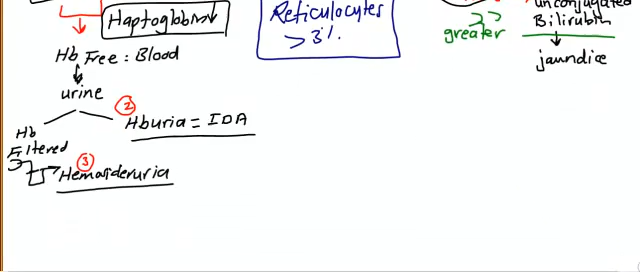 Haptoglobin↓
Hb Free : Blood
urine
② Hburia = IDA
Hb
Filtered
③ Hemosideruria
Reticulocytes
> 3%
unconjugated
Bilirubin
>>
greater
jaundice